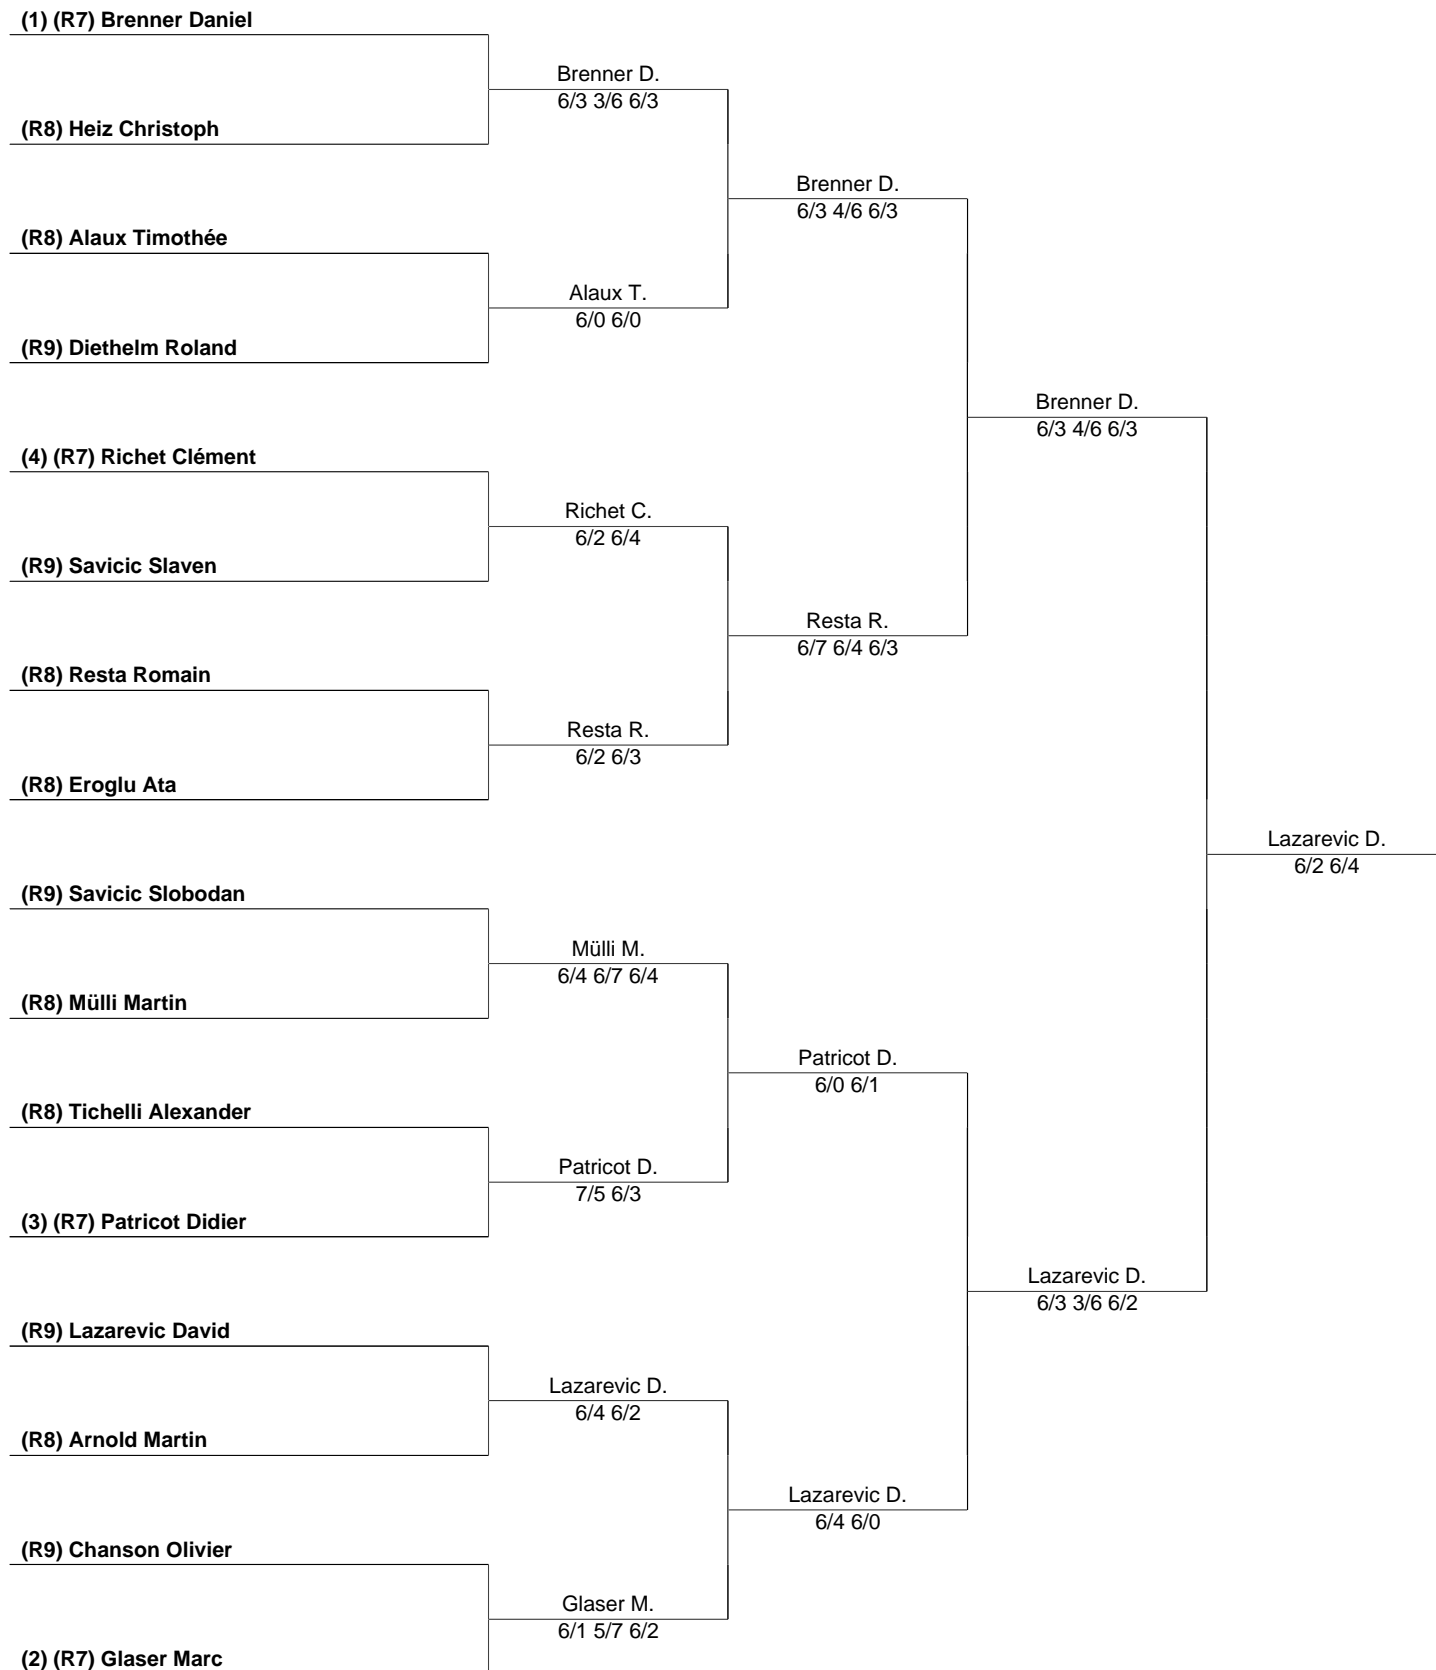 (1) (R7) Brenner Daniel
Brenner D.
6/3 3/6 6/3
(R8) Heiz Christoph
Brenner D.
6/3 4/6 6/3
(R8) Alaux Timothée
Alaux T.
6/0 6/0
(R9) Diethelm Roland
Brenner D.
6/3 4/6 6/3
(4) (R7) Richet Clément
Richet C.
6/2 6/4
(R9) Savicic Slaven
Resta R.
6/7 6/4 6/3
(R8) Resta Romain
Resta R.
6/2 6/3
(R8) Eroglu Ata
Lazarevic D.
6/2 6/4
(R9) Savicic Slobodan
Mülli M.
6/4 6/7 6/4
(R8) Mülli Martin
Patricot D.
6/0 6/1
(R8) Tichelli Alexander
Patricot D.
7/5 6/3
(3) (R7) Patricot Didier
Lazarevic D.
6/3 3/6 6/2
(R9) Lazarevic David
Lazarevic D.
6/4 6/2
(R8) Arnold Martin
Lazarevic D.
6/4 6/0
(R9) Chanson Olivier
Glaser M.
6/1 5/7 6/2
(2) (R7) Glaser Marc